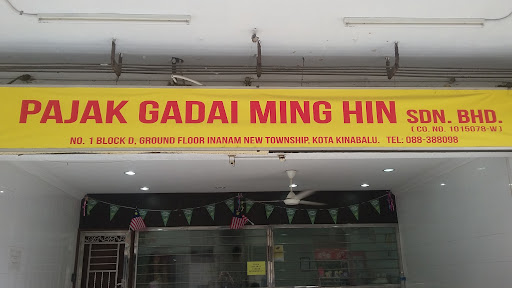 PAJAK GADAI MING HIN SDN. BHD.
( CO. NO. 1015078-W )
NO. 1 BLOCK D, GROUND FLOOR INANAM NEW TOWNSHIP, KOTA KINABALU. TEL: 088-388098